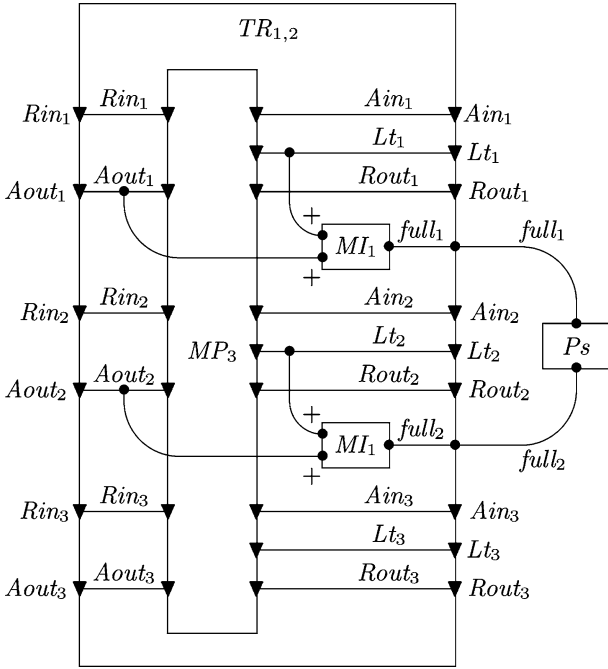 TR1,2
Rin1 Rin1 Ain1 Ain1
Lt1 Lt1
Aout1 Aout1 Rout1 Rout1
+
MI1 full1 full1
+
Rin2 Rin2 Ain2 Ain2
MP3 Lt2 Lt2 Ps
Aout2 Aout2 Rout2 Rout2
+
MI1 full2
full2
+
Rin3 Rin3 Ain3 Ain3
Lt3 Lt3
Aout3 Aout3 Rout3 Rout3